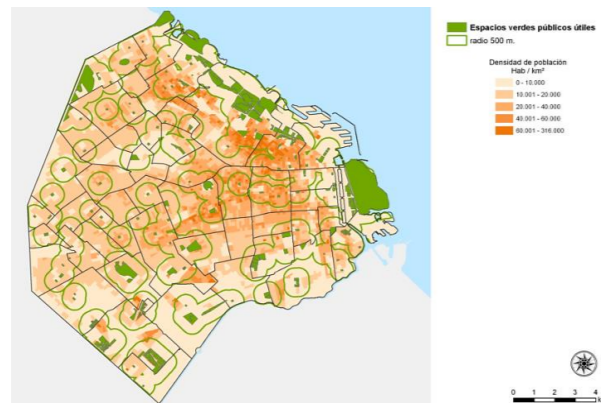 Espacios verdes públicos útiles
radio 500 m.
Densidad de población
Hab / km²
0 - 10.000
10.001 - 20.000
20.001 - 40.000
40.001 - 60.000
60.001 - 316.000
0 1 2 3 4